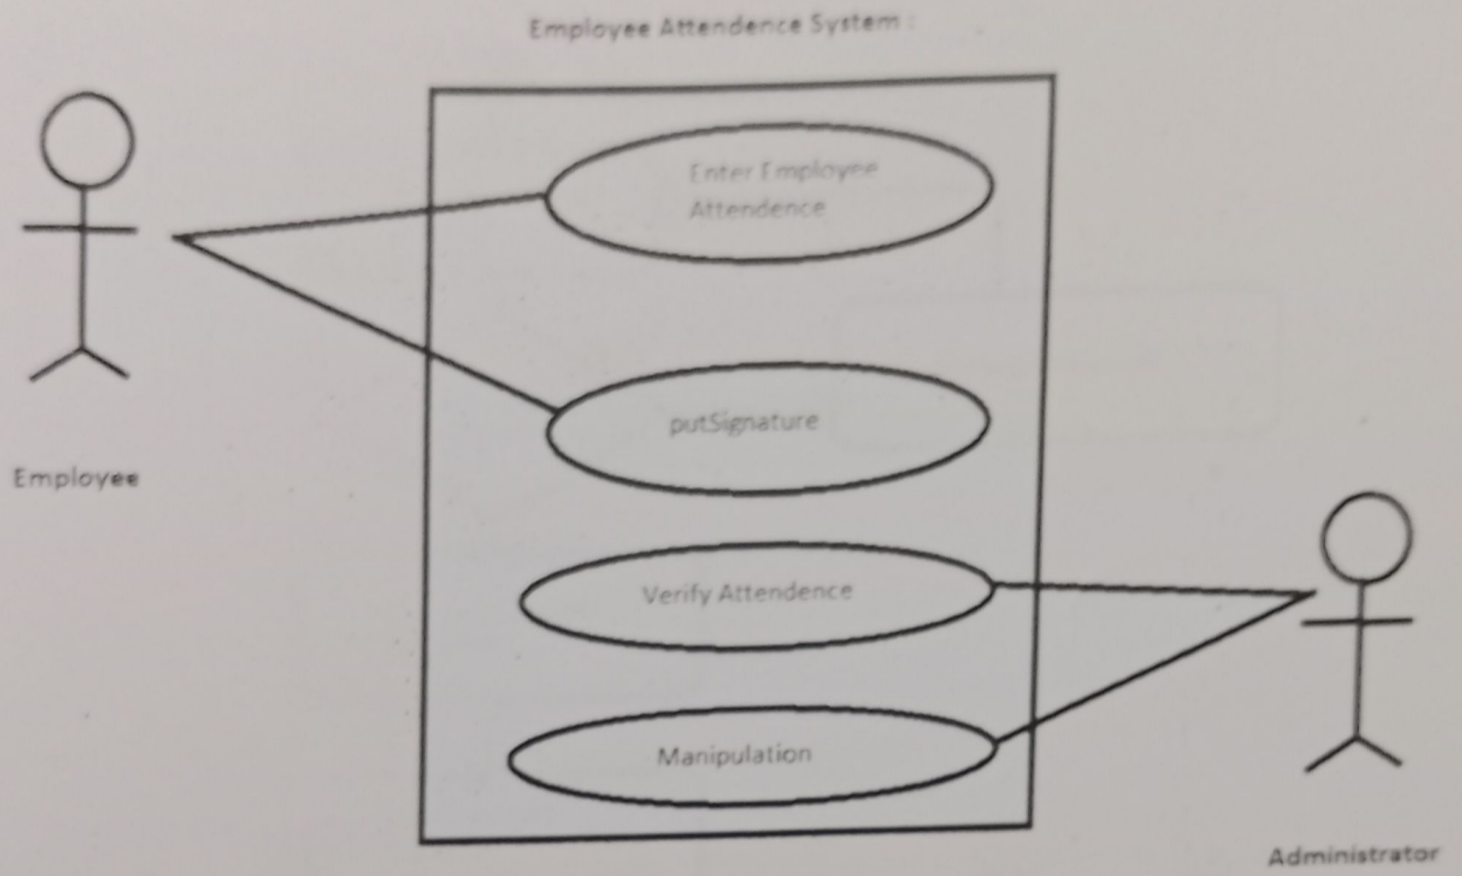 Employee Attendence System :
Enter Employee
Attendence
putSignature
Employee
Verify Attendence
Manipulation
Administrator